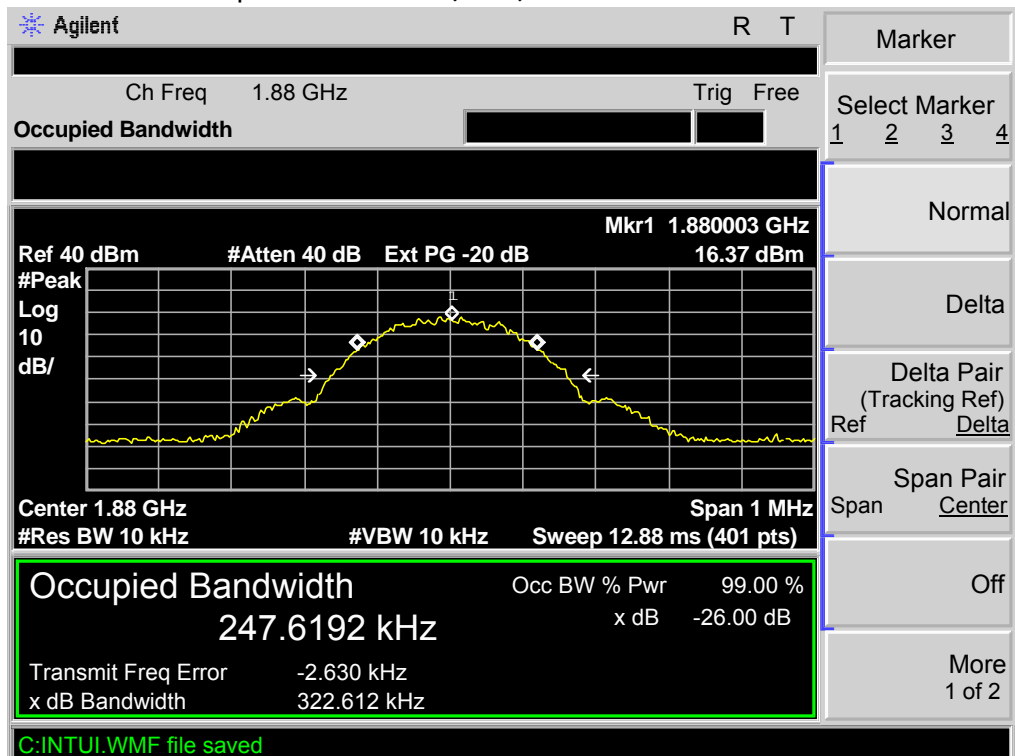 Agilent R T
Ch Freq 1.88 GHz Trig Free
Occupied Bandwidth
Mkr1 1.880003 GHz
Ref 40 dBm #Atten 40 dB Ext PG -20 dB 16.37 dBm
#Peak
Log
10
dB/
1
Center 1.88 GHz Span 1 MHz
#Res BW 10 kHz #VBW 10 kHz Sweep 12.88 ms (401 pts)
Occupied Bandwidth Occ BW % Pwr 99.00 %
247.6192 kHz x dB -26.00 dB
Transmit Freq Error -2.630 kHz
x dB Bandwidth 322.612 kHz
C:INTUI.WMF file saved
Marker
Select Marker
1 2 3 4
Normal
Delta
Delta Pair
(Tracking Ref)
Ref Delta
Span Pair
Span Center
Off
More
1 of 2